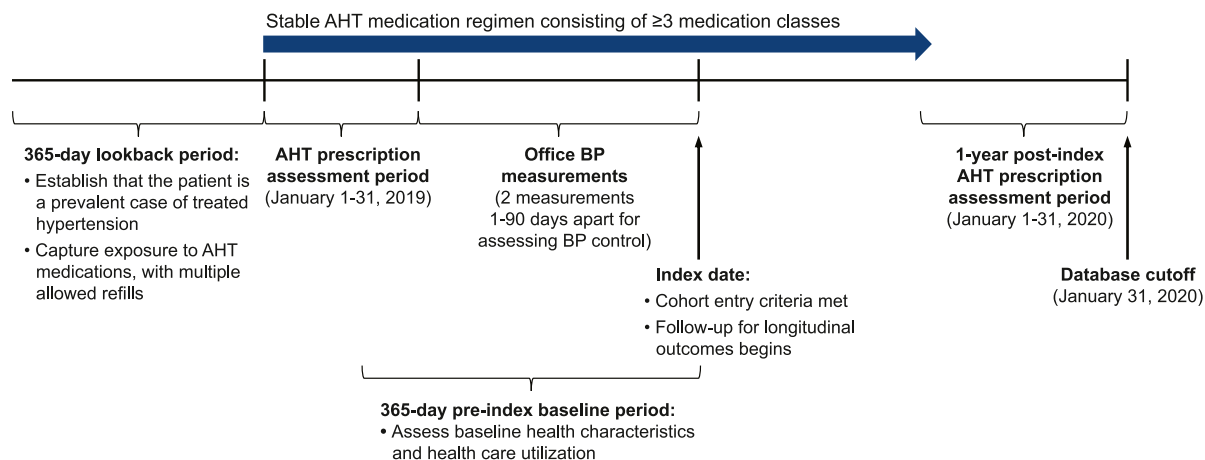 Stable AHT medication regimen consisting of ≥3 medication classes
365-day lookback period:
• Establish that the patient is
a prevalent case of treated
hypertension
• Capture exposure to AHT
medications, with multiple
allowed refills
AHT prescription
assessment period
(January 1-31, 2019)
Office BP
measurements
(2 measurements
1-90 days apart for
assessing BP control)
Index date:
• Cohort entry criteria met
• Follow-up for longitudinal
outcomes begins
1-year post-index
AHT prescription
assessment period
(January 1-31, 2020)
Database cutoff
(January 31, 2020)
365-day pre-index baseline period:
• Assess baseline health characteristics
and health care utilization